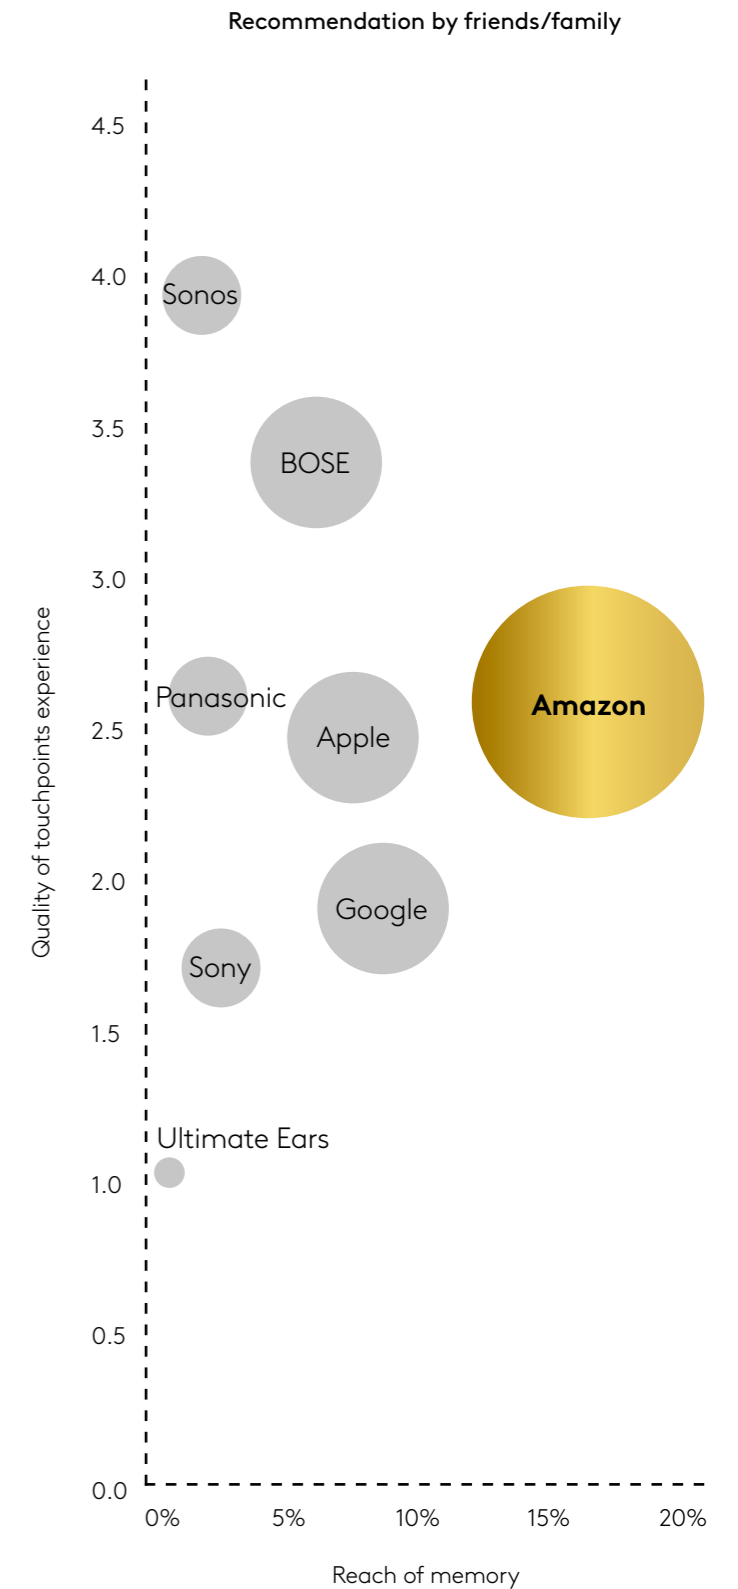 Recommendation by friends/family
4.5
4.0
Sonos
3.5
BOSE
3.0
Quality of touchpoints experience
Panasonic
Amazon
2.5
Apple
2.0
Google
Sony
1.5
Ultimate Ears
1.0
0.5
0.0
0% 5% 10% 15% 20%
Reach of memory